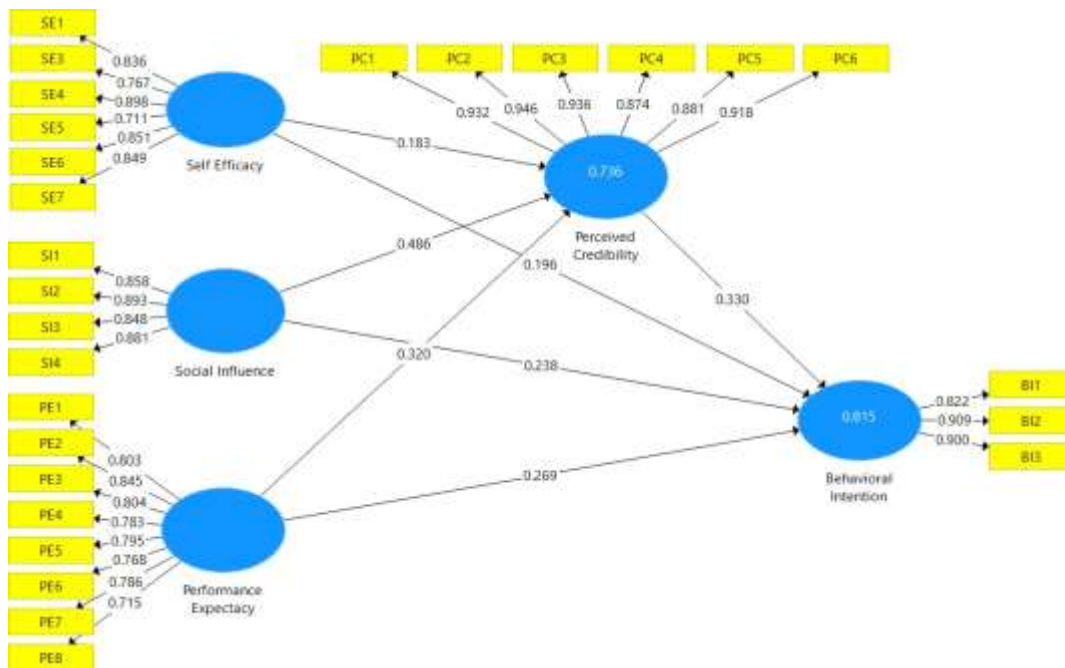 SE1
SE3
SE4
SE5
SE6
SE7
0.836
0.767
0.898
0.711
0.851
0.849
Self Efficacy
PC1 PC2 PC3 PC4 PC5 PC6
0.932 0.946 0.936 0.874 0.881 0.918
0.736
Perceived
Credibility
0.183
0.486
0.196
0.330
0.320
0.238
0.269
SI1
SI2
SI3
SI4
0.858
0.893
0.848
0.881
Social Influence
PE1
PE2
PE3
PE4
PE5
PE6
PE7
PE8
0.803
0.845
0.804
0.783
0.795
0.768
0.786
0.715
Performance
Expectacy
0.815
Behavioral
Intention
0.822
0.909
0.900
BI1
BI2
BI3